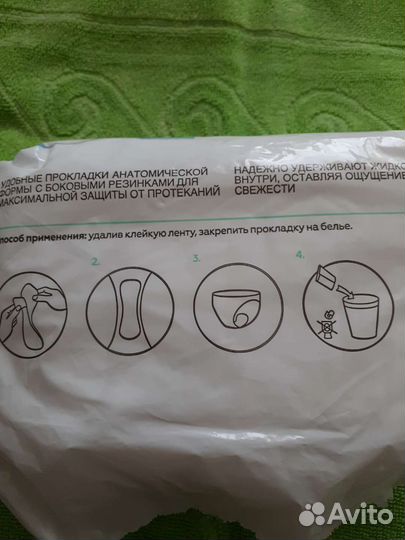 УДОБНЫЕ ПРОКЛАДКИ АНАТОМИЧЕСКОЙ
ФОРМЫ С БОКОВЫМИ РЕЗИНКАМИ ДЛЯ
МАКСИМАЛЬНОЙ ЗАЩИТЫ ОТ ПРОТЕКАНИЙ
НАДЕЖНО УДЕРЖИВАЮТ ЖИДКО
ВНУТРИ, ОСТАВЛЯЯ ОЩУЩЕНИЕ
СВЕЖЕСТИ
пособ применения: удалив клейкую ленту, закрепить прокладку на белье.
2.
3.
4.
Avito